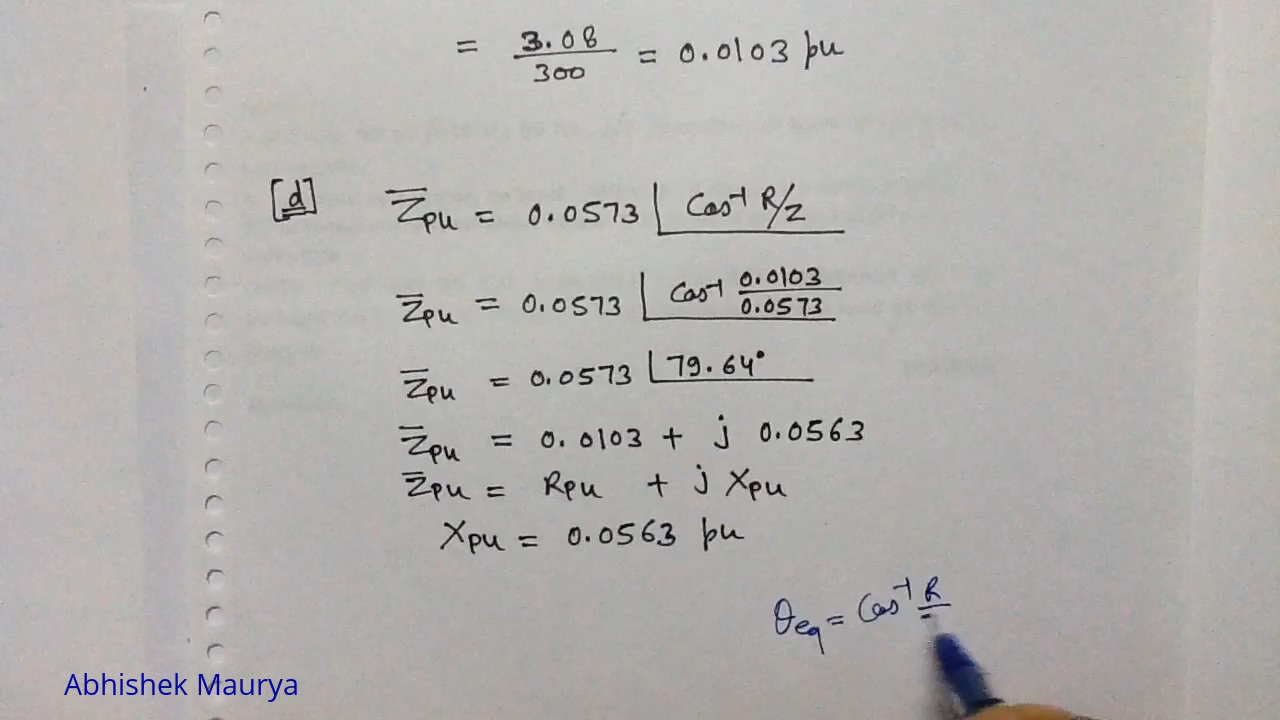 = 3.08/300 = 0.0103 pu
[d] Z̅pu = 0.0573 ∠ Cos⁻¹ R/Z
Z̅pu = 0.0573 ∠ Cos⁻¹ 0.0103/0.0573
Z̅pu = 0.0573 ∠ 79.64°
Z̅pu = 0.0103 + j 0.0563
Z̅pu = Rpu + j Xpu
Xpu = 0.0563 pu
θeq = Cos⁻¹ R
Abhishek Maurya